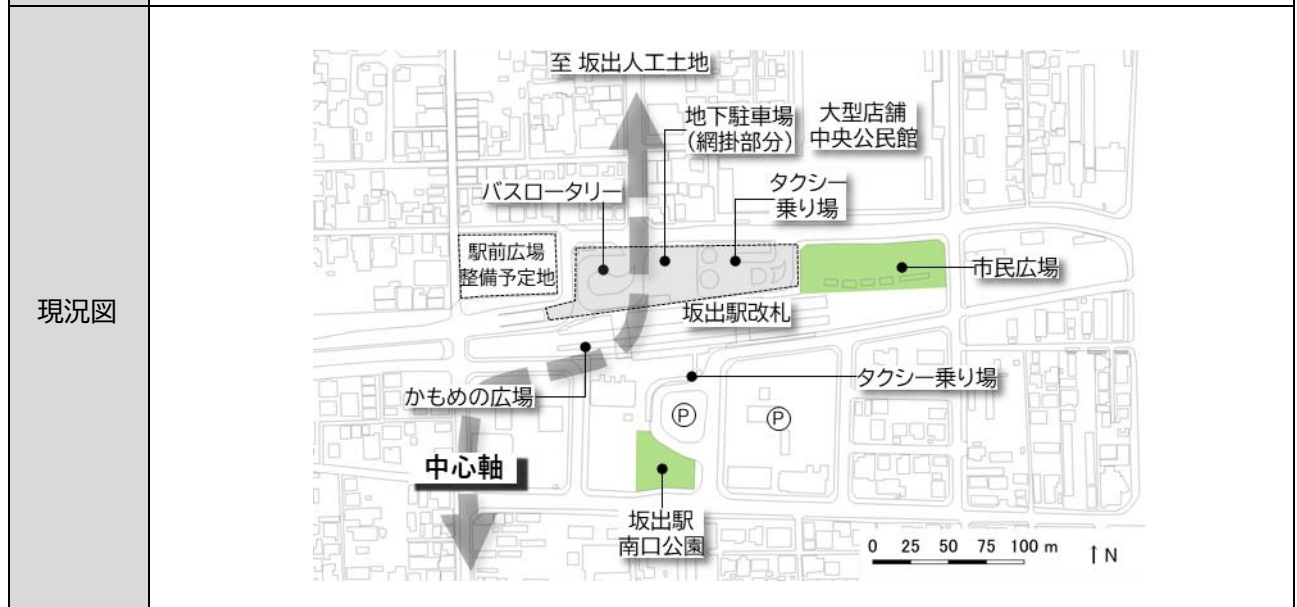 現況図
至 坂出人工土地
地下駐車場
(網掛部分)
大型店舗
中央公民館
バスロータリー
タクシー
乗り場
駅前広場
整備予定地
市民広場
坂出駅改札
かもめの広場
タクシー乗り場
P
P
中心軸
坂出駅
南口公園
0 25 50 75 100 m
↑N